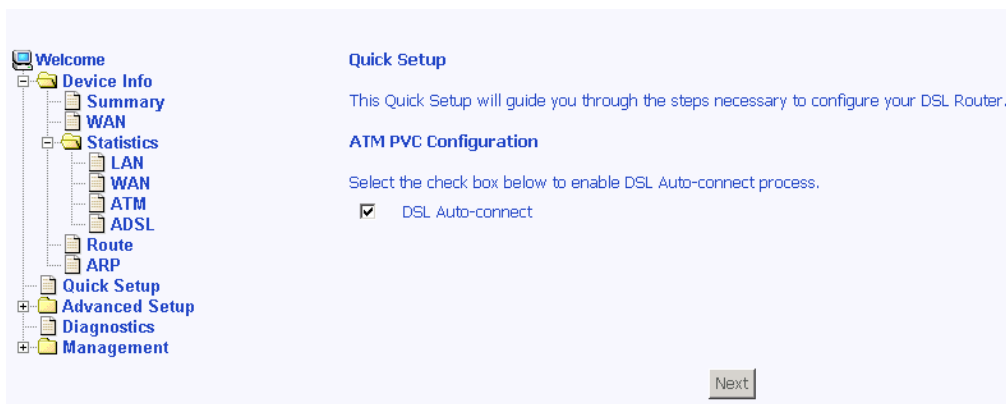 Welcome
Device Info
Summary
WAN
Statistics
LAN
WAN
ATM
ADSL
Route
ARP
Quick Setup
Advanced Setup
Diagnostics
Management
Quick Setup
This Quick Setup will guide you through the steps necessary to configure your DSL Router.
ATM PVC Configuration
Select the check box below to enable DSL Auto-connect process.
DSL Auto-connect
Next